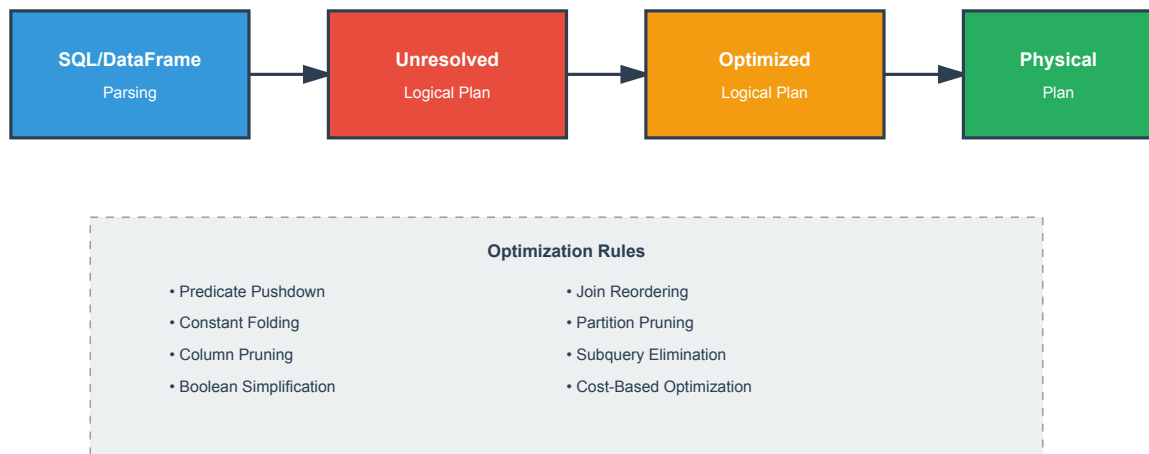 SQL/DataFrame
Parsing
Unresolved
Logical Plan
Optimized
Logical Plan
Physical
Plan
Optimization Rules
• Predicate Pushdown
• Constant Folding
• Column Pruning
• Boolean Simplification
• Join Reordering
• Partition Pruning
• Subquery Elimination
• Cost-Based Optimization